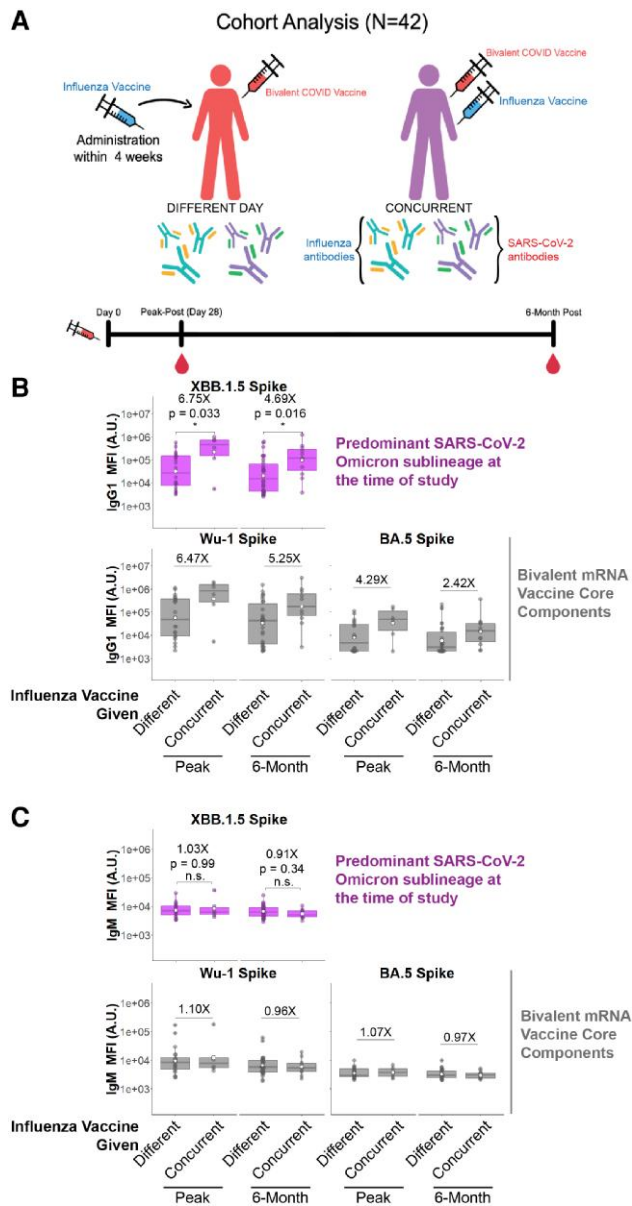 A
Cohort Analysis (N=42)
Bivalent COVID Vaccine
Influenza Vaccine
Bivalent COVID Vaccine
Influenza Vaccine
Administration
within 4 weeks
DIFFERENT DAY
CONCURRENT
Influenza
antibodies
SARS-CoV-2
antibodies
Day 0
Peak-Post (Day 28)
6-Month Post
B
XBB.1.5 Spike
6.75X
p = 0.033
*
4.69X
p = 0.016
*
1e+07
1e+06
1e+05
1e+04
1e+03
IgG1 MFI (A.U.)
Predominant SARS-CoV-2
Omicron sublineage at
the time of study
Wu-1 Spike
BA.5 Spike
6.47X
5.25X
4.29X
2.42X
1e+07
1e+06
1e+05
1e+04
1e+03
IgG1 MFI (A.U.)
Bivalent mRNA
Vaccine Core
Components
Influenza Vaccine
Given
Different
Concurrent
Different
Concurrent
Different
Concurrent
Different
Concurrent
Peak
6-Month
Peak
6-Month
C
XBB.1.5 Spike
1.03X
p = 0.99
n.s.
0.91X
p = 0.34
n.s.
1e+06
1e+05
1e+04
1e+03
IgM MFI (A.U.)
Predominant SARS-CoV-2
Omicron sublineage at
the time of study
Wu-1 Spike
BA.5 Spike
1.10X
0.96X
1.07X
0.97X
1e+06
1e+05
1e+04
1e+03
IgM MFI (A.U.)
Bivalent mRNA
Vaccine Core
Components
Influenza Vaccine
Given
Different
Concurrent
Different
Concurrent
Different
Concurrent
Different
Concurrent
Peak
6-Month
Peak
6-Month